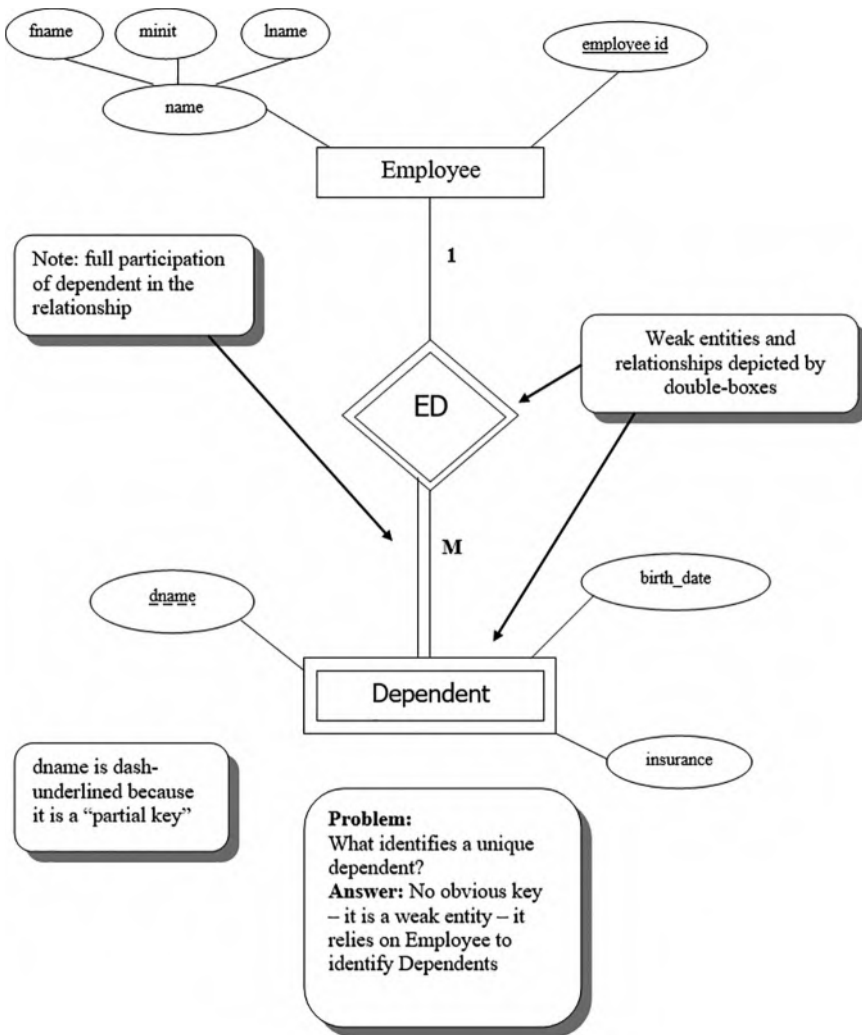 fname
minit
lname
employee id
name
Employee
1
Note: full participation
of dependent in the
relationship
Weak entities and
relationships depicted by
double-boxes
ED
M
dname
birth_date
Dependent
insurance
dname is dash-
underlined because
it is a “partial key”
Problem:
What identifies a unique
dependent?
Answer: No obvious key
– it is a weak entity – it
relies on Employee to
identify Dependents